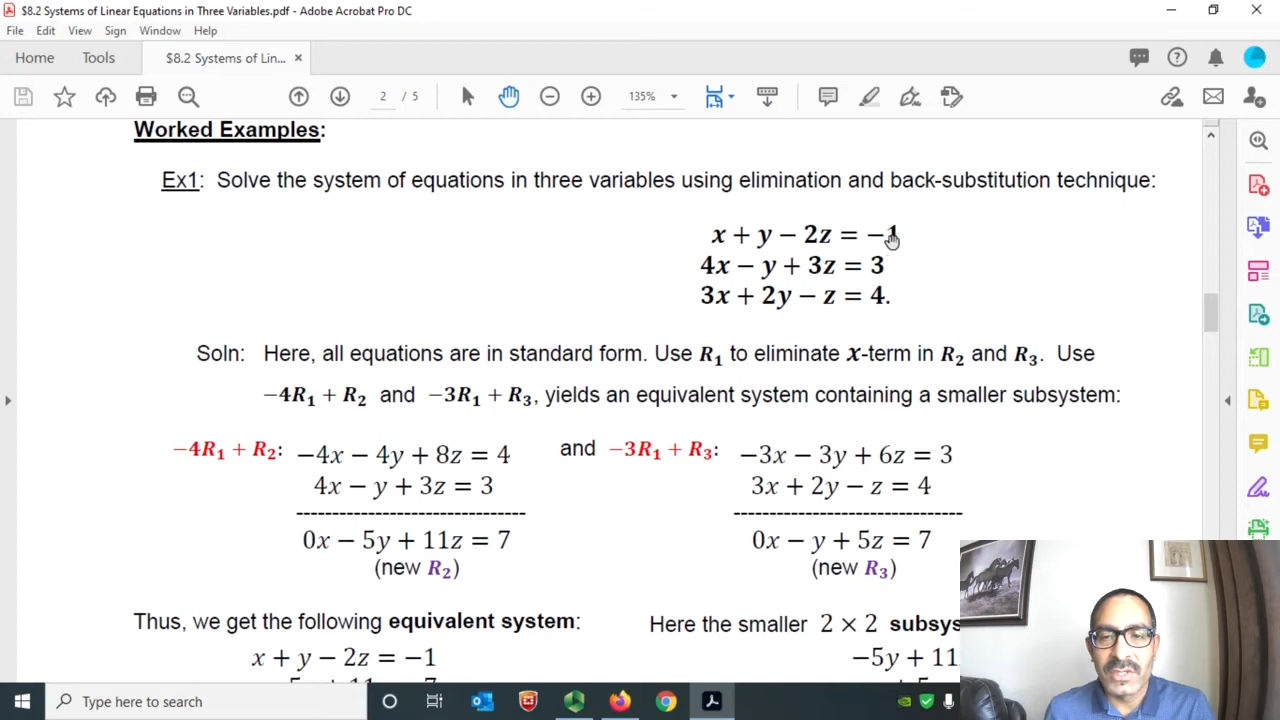 $8.2 Systems of Linear Equations in Three Variables.pdf - Adobe Acrobat Pro DC
File Edit View Sign Window Help
Home Tools $8.2 Systems of Lin... ×
2 / 5 135%
Worked Examples:
Ex1: Solve the system of equations in three variables using elimination and back-substitution technique:
x + y − 2z = −1
4x − y + 3z = 3
3x + 2y − z = 4.
Soln: Here, all equations are in standard form. Use R₁ to eliminate x-term in R₂ and R₃. Use
−4R₁ + R₂ and −3R₁ + R₃, yields an equivalent system containing a smaller subsystem:
−4R₁ + R₂: −4x − 4y + 8z = 4 and −3R₁ + R₃: −3x − 3y + 6z = 3
4x − y + 3z = 3 3x + 2y − z = 4
------------------------------- -------------------------------
0x − 5y + 11z = 7 0x − y + 5z = 7
(new R₂) (new R₃)
Thus, we get the following equivalent system: Here the smaller 2 × 2 subsys
x + y − 2z = −1 −5y + 11
Type here to search